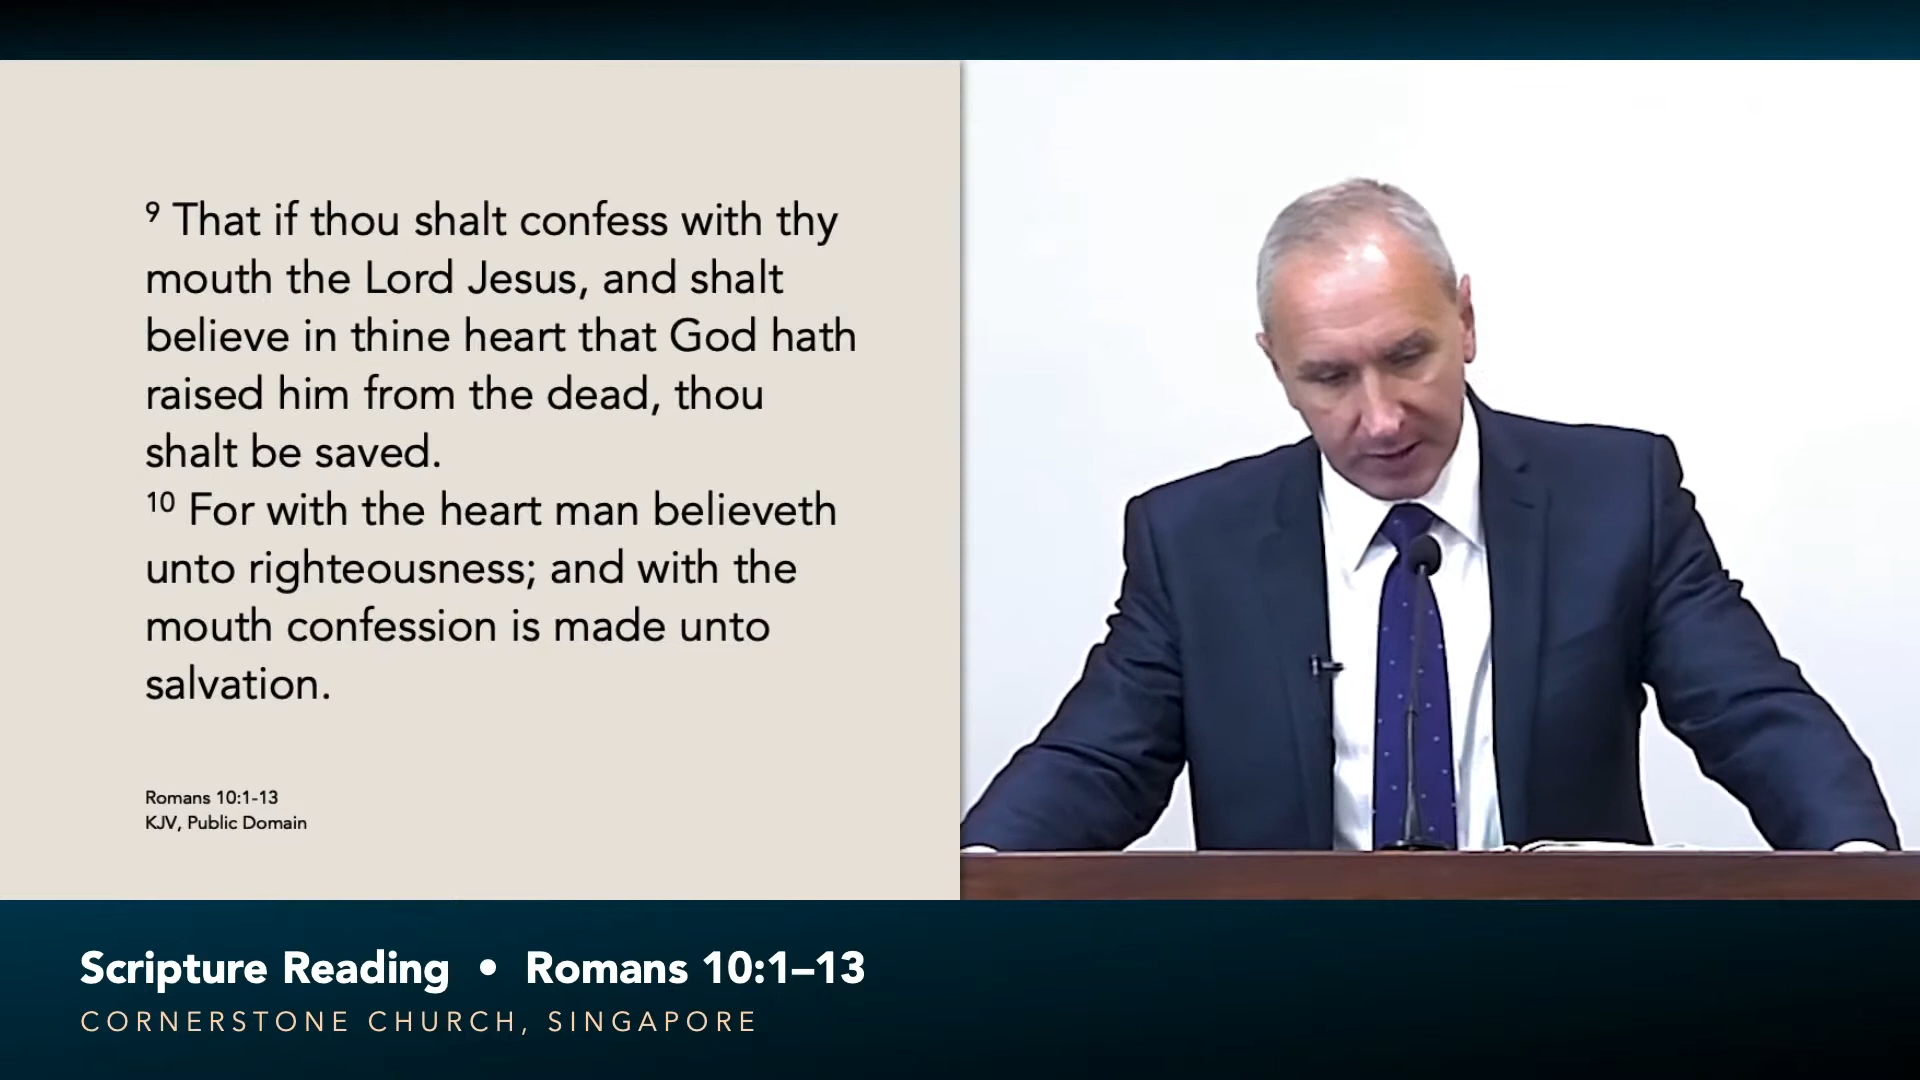 9 That if thou shalt confess with thy
mouth the Lord Jesus, and shalt
believe in thine heart that God hath
raised him from the dead, thou
shalt be saved.
10 For with the heart man believeth
unto righteousness; and with the
mouth confession is made unto
salvation.
Romans 10:1-13
KJV, Public Domain
Scripture Reading • Romans 10:1–13
CORNERSTONE CHURCH, SINGAPORE